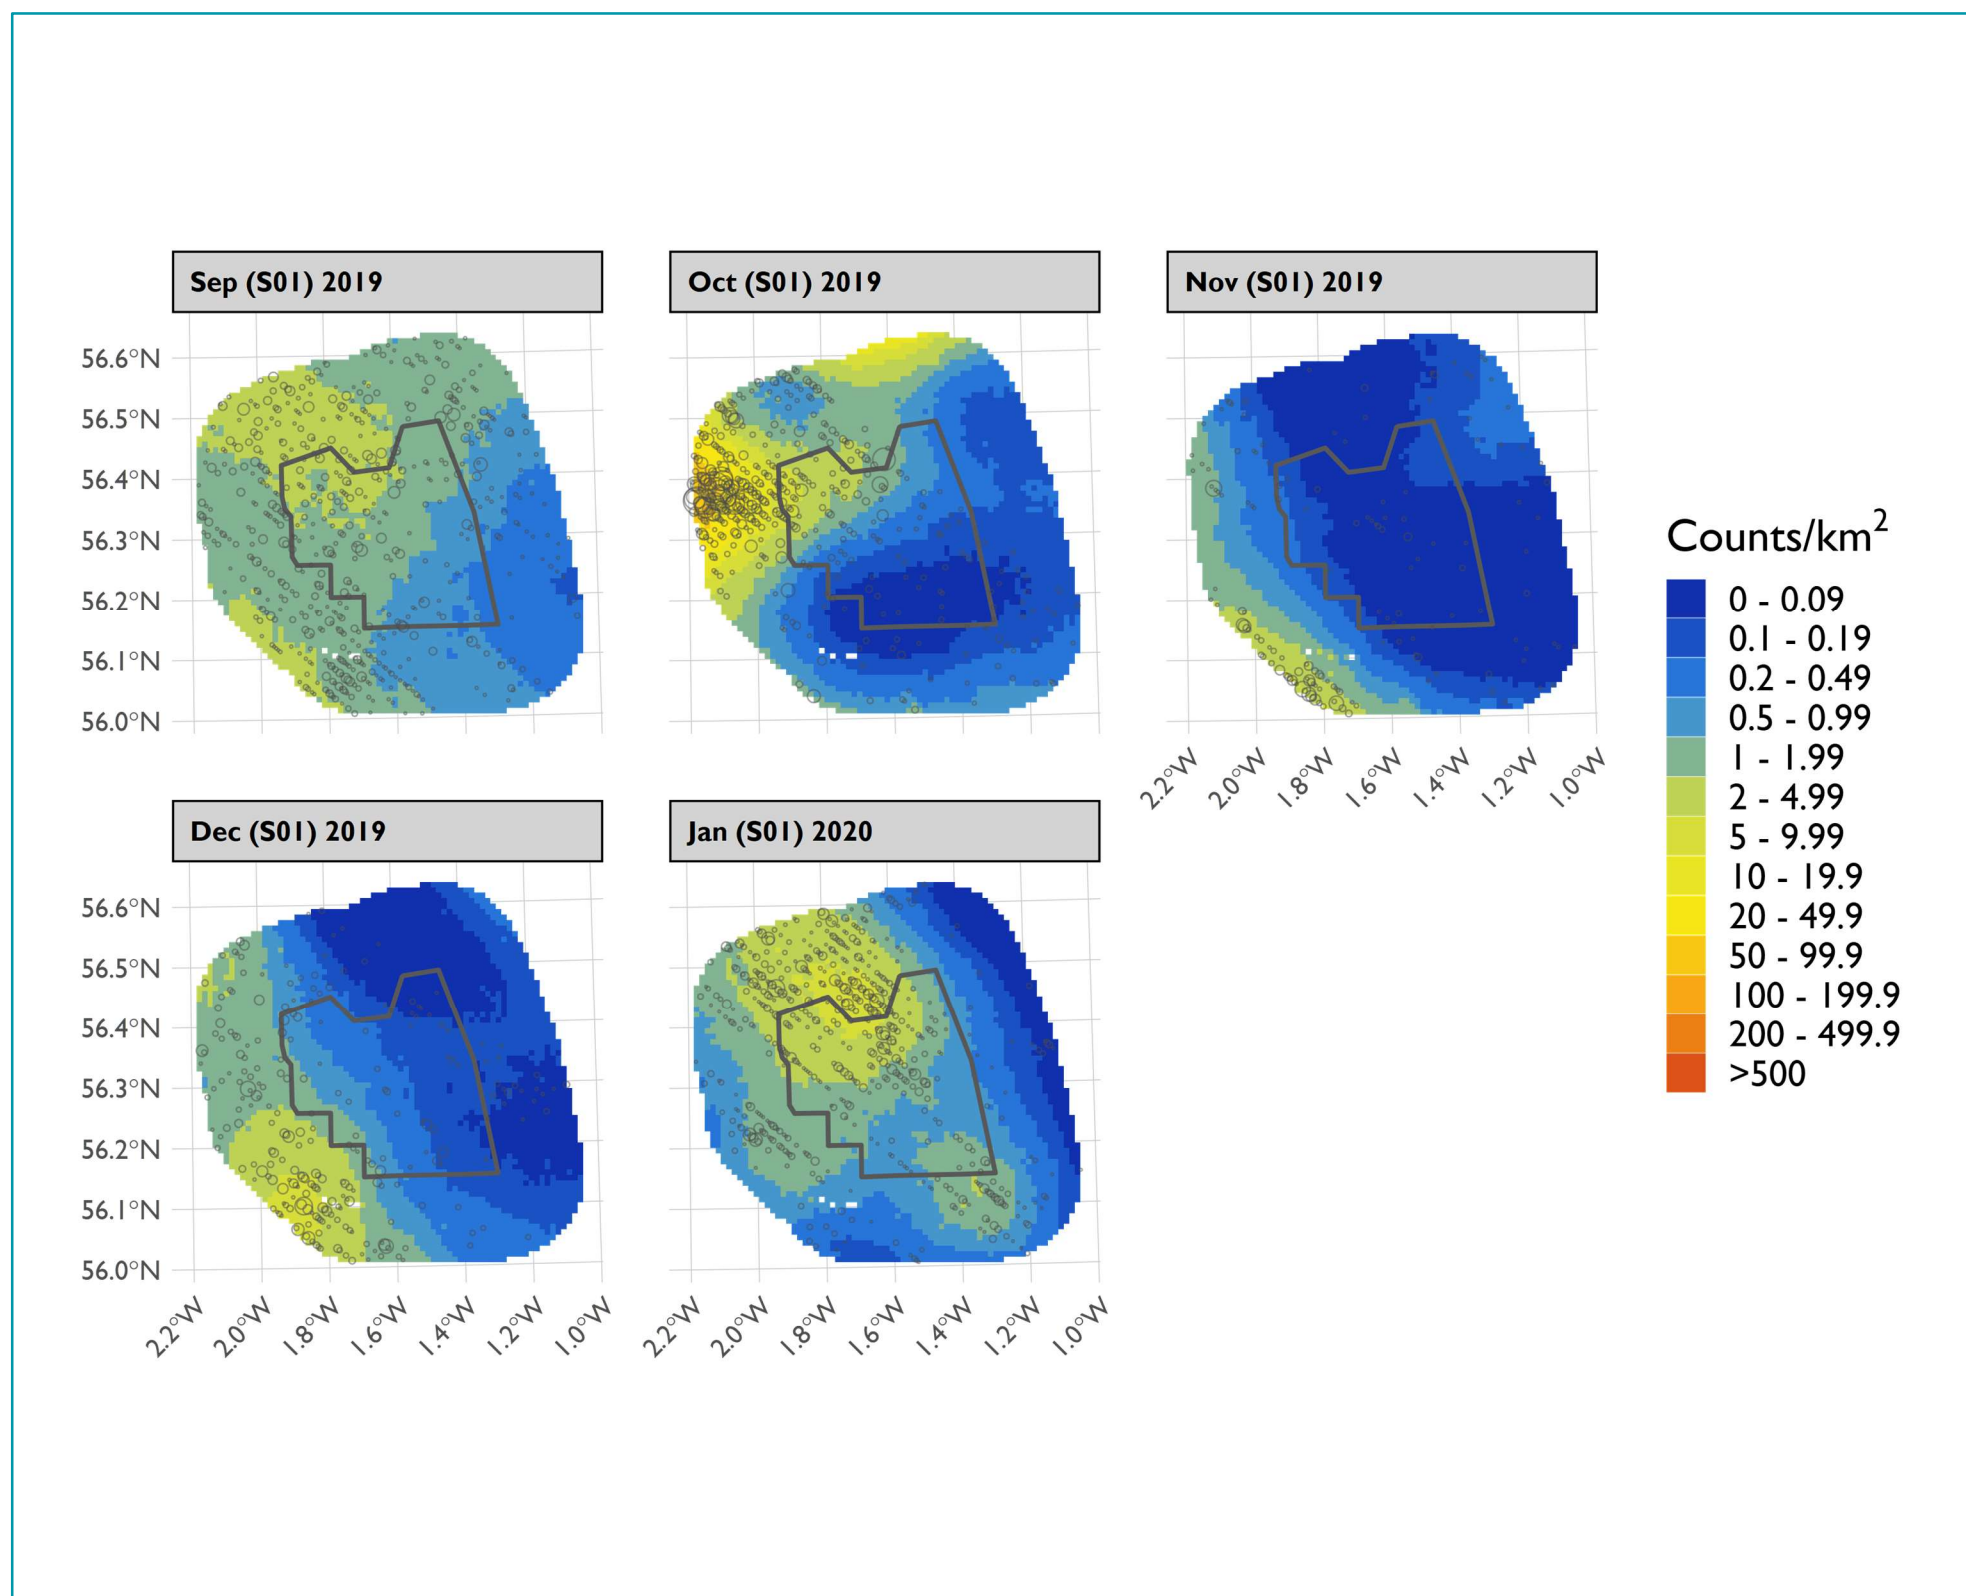 Sep (S01) 2019
Oct (S01) 2019
Nov (S01) 2019
56.6°N
56.5°N
56.4°N
56.3°N
56.2°N
56.1°N
56.0°N
2.2°W
2.0°W
1.8°W
1.6°W
1.4°W
1.2°W
1.0°W
Dec (S01) 2019
Jan (S01) 2020
56.6°N
56.5°N
56.4°N
56.3°N
56.2°N
56.1°N
56.0°N
2.2°W
2.0°W
1.8°W
1.6°W
1.4°W
1.2°W
1.0°W
2.2°W
2.0°W
1.8°W
1.6°W
1.4°W
1.2°W
1.0°W
Counts/km²
0 - 0.09
0.1 - 0.19
0.2 - 0.49
0.5 - 0.99
1 - 1.99
2 - 4.99
5 - 9.99
10 - 19.9
20 - 49.9
50 - 99.9
100 - 199.9
200 - 499.9
>500